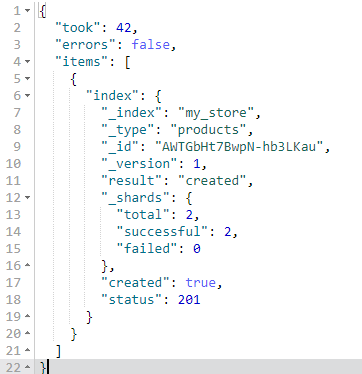 1 {
2 "took": 42,
3 "errors": false,
4 "items": [
5 {
6 "index": {
7 "_index": "my_store",
8 "_type": "products",
9 "_id": "AWTGbHt7BwpN-hb3LKau",
10 "_version": 1,
11 "result": "created",
12 "_shards": {
13 "total": 2,
14 "successful": 2,
15 "failed": 0
16 },
17 "created": true,
18 "status": 201
19 }
20 }
21 ]
22 }